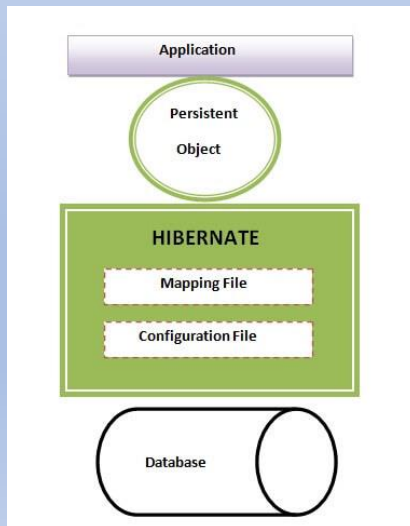 Application
Persistent
Object
HIBERNATE
Mapping File
Configuration File
Database